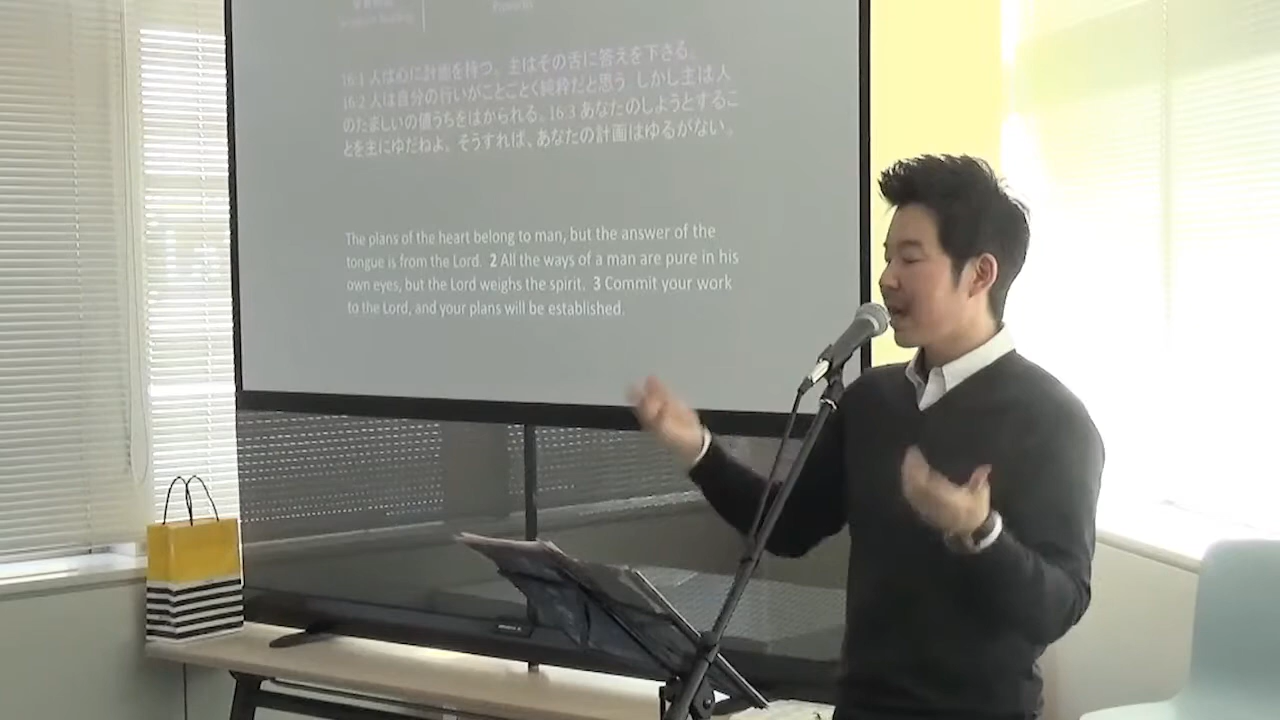 16:1 人は心に計画を持つ。主はその舌に答えを下さる。
16:2 人は自分の行いがことごとく純粋だと思う しかし主は人
のたましいの値うちをはかられる。16:3 あなたのしようとするこ
とを主にゆだねよ。そうすれば、あなたの計画はゆるがない。
The plans of the heart belong to man, but the answer of the
tongue is from the Lord. 2 All the ways of a man are pure in his
own eyes, but the Lord weighs the spirit. 3 Commit your work
to the Lord, and your plans will be established.